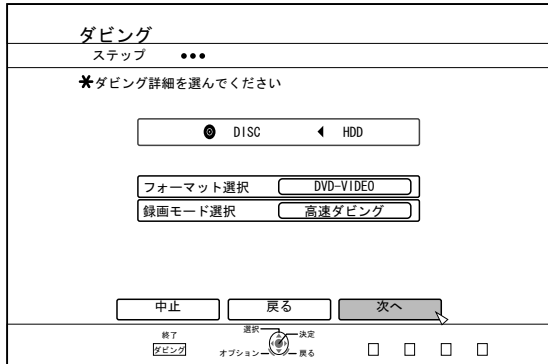 ダビング
ステップ
ダビング詳細を選んでください
DISC HDD
フォーマット選択 DVD-VIDEO
録画モード選択 高速ダビング
中止 戻る 次へ
終了 選択 決定
ダビング オプション 戻る